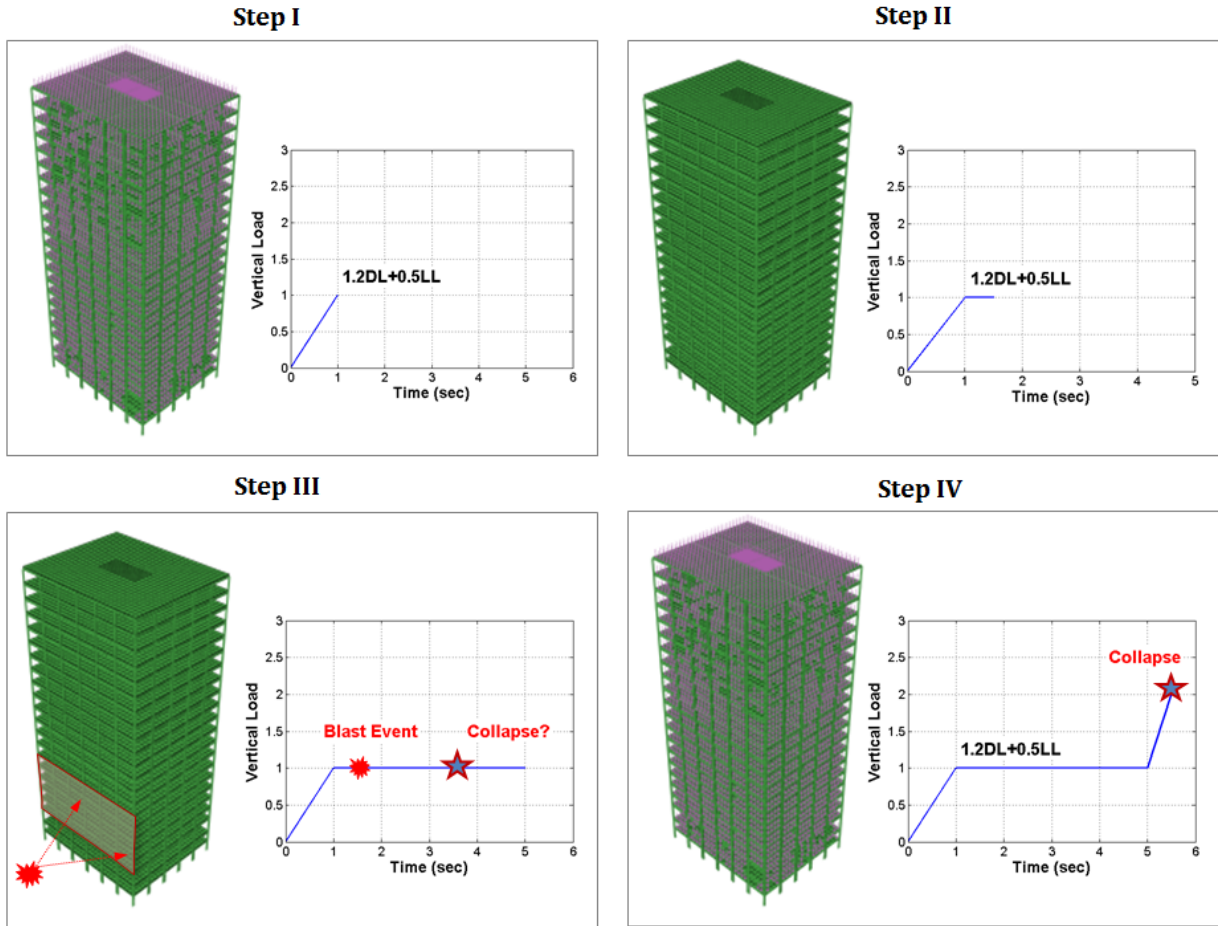 Step I
3
2.5
2
1.5
1
0.5
0
Vertical Load
1.2DL+0.5LL
0 1 2 3 4 5 6
Time (sec)
Step II
3
2.5
2
1.5
1
0.5
0
Vertical Load
1.2DL+0.5LL
0 1 2 3 4 5
Time (sec)
Step III
3
2.5
2
1.5
1
0.5
0
Vertical Load
Blast Event
Collapse?
0 1 2 3 4 5 6
Time (sec)
Step IV
3
2.5
2
1.5
1
0.5
0
Vertical Load
Collapse
1.2DL+0.5LL
0 1 2 3 4 5 6
Time (sec)